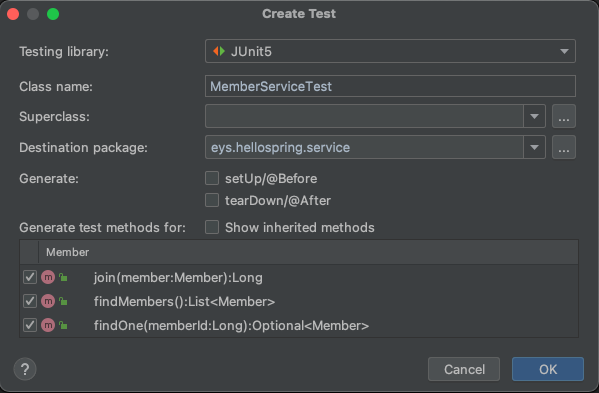 Create Test
Testing library: JUnit5
Class name: MemberServiceTest
Superclass: ...
Destination package: eys.hellospring.service ...
Generate: setUp/@Before
tearDown/@After
Generate test methods for: Show inherited methods
Member
m join(member:Member):Long
m findMembers():List<Member>
m findOne(memberId:Long):Optional<Member>
? Cancel OK